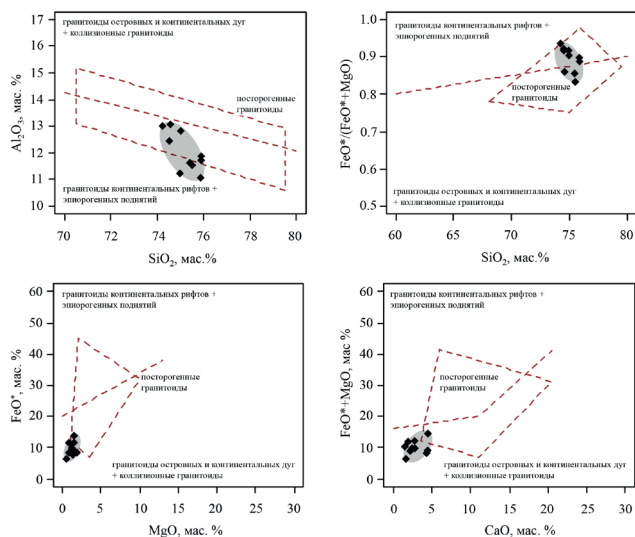 гранитоиды островных и континентальных дуг
+ коллизионные гранитоиды
17
16
15
14
13
12
11
10
Al₂O₃, мас. %
посторогенные
гранитоиды
гранитоиды континентальных рифтов +
эпиорогенных поднятий
70 72 74 76 78 80
SiO₂, мас.%
гранитоиды континентальных рифтов +
эпиорогенных поднятий
1.0
0.9
0.8
0.7
0.6
0.5
FeO*/(FeO*+MgO)
посторогенные
гранитоиды
гранитоиды островных и континентальных дуг
+ коллизионные гранитоиды
60 65 70 75 80
SiO₂, мас.%
гранитоиды континентальных рифтов +
эпиорогенных поднятий
60
50
40
30
20
10
0
FeO*, мас. %
посторогенные
гранитоиды
гранитоиды островных и континентальных дуг
+ коллизионные гранитоиды
0 5 10 15 20 25 30
MgO, мас. %
гранитоиды континентальных рифтов +
эпиорогенных поднятий
60
50
40
30
20
10
0
FeO*+MgO, мас %
посторогенные
гранитоиды
гранитоиды островных и континентальных дуг
+ коллизионные гранитоиды
0 5 10 15 20 25 30
CaO, мас. %